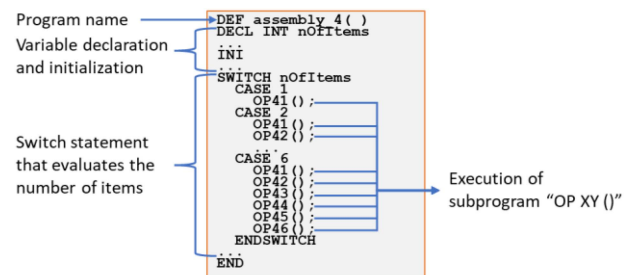 Program name
Variable declaration
and initialization
Switch statement
that evaluates the
number of items
DEF assembly_4( )
DECL INT nOfItems
...
INI
...
SWITCH nOfItems
CASE 1
OP41();
CASE 2
OP41();
OP42();
...
CASE 6
OP41();
OP42();
OP43();
OP44();
OP45();
OP46();
ENDSWITCH
...
END
Execution of
subprogram “OP XY ()”